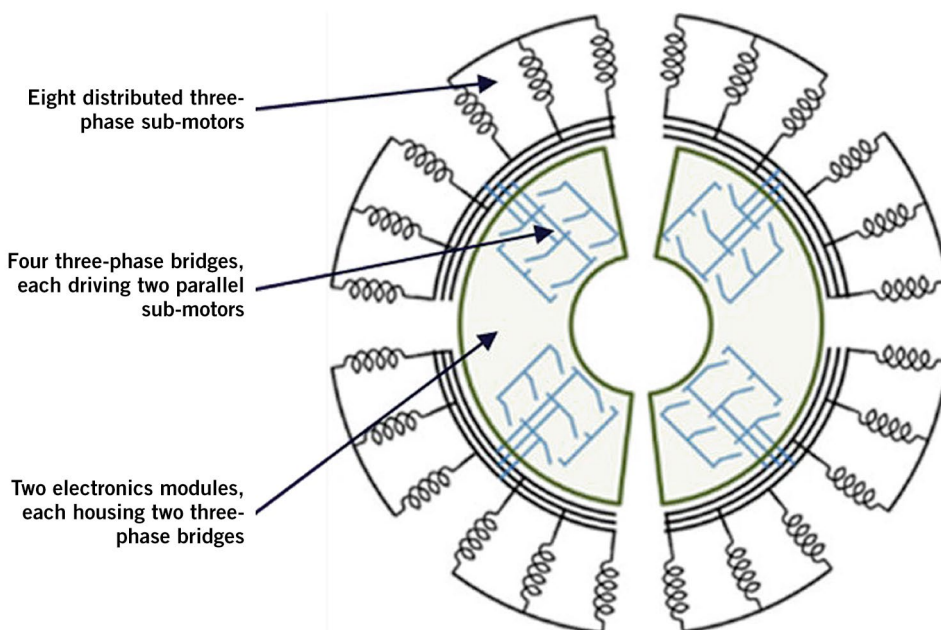 Eight distributed three-
phase sub-motors
Four three-phase bridges,
each driving two parallel
sub-motors
Two electronics modules,
each housing two three-
phase bridges